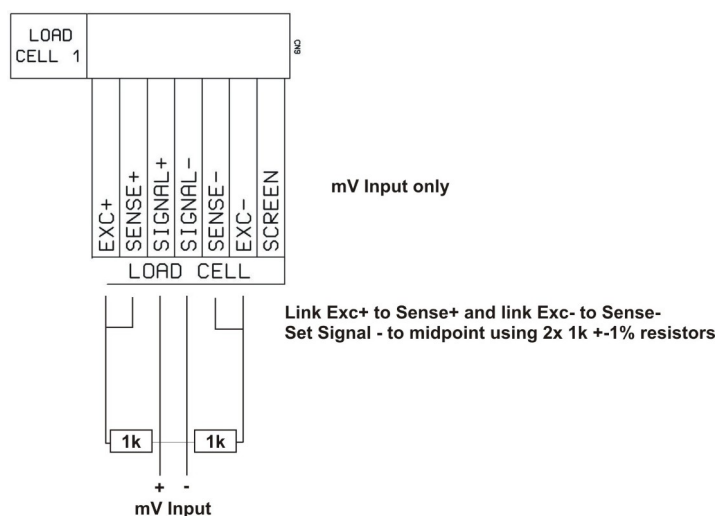 LOAD
CELL 1
CN9
EXC+
SENSE+
SIGNAL+
SIGNAL-
SENSE-
EXC-
SCREEN
mV Input only
LOAD CELL
Link Exc+ to Sense+ and link Exc- to Sense-
Set Signal - to midpoint using 2x 1k +-1% resistors
1k 1k
+ -
mV Input